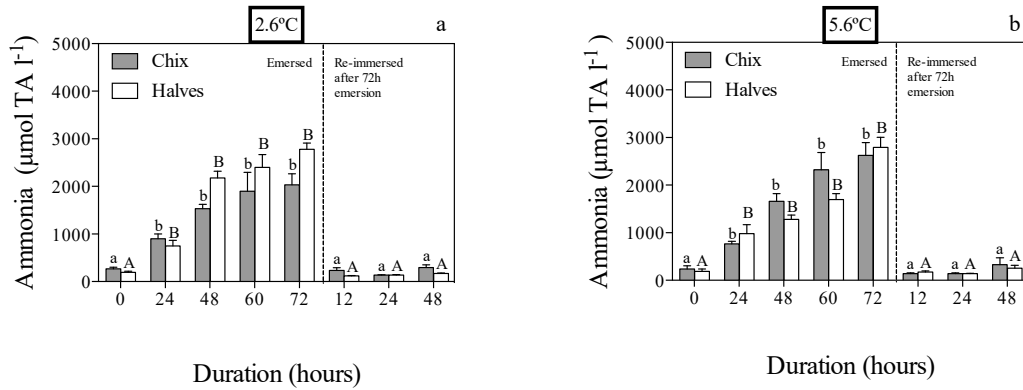 2.6ºC
a
Ammonia (µmol TA l-1)
5000
4000
3000
2000
1000
0
Chix
Halves
Emersed
Re-immersed
after 72h
emersion
a A
b B
b B
b B
b B
a A
a A
a A
0 24 48 60 72 12 24 48
Duration (hours)
5.6ºC
b
Ammonia (µmol TA l-1)
5000
4000
3000
2000
1000
0
Chix
Halves
Emersed
Re-immersed
after 72h
emersion
a A
b B
b B
b B
b B
a A
a A
a A
0 24 48 60 72 12 24 48
Duration (hours)